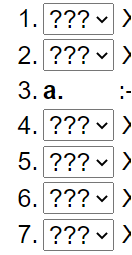 1. ??? X
2. ??? X
3. a. :-
4. ??? X
5. ??? X
6. ??? X
7. ??? X